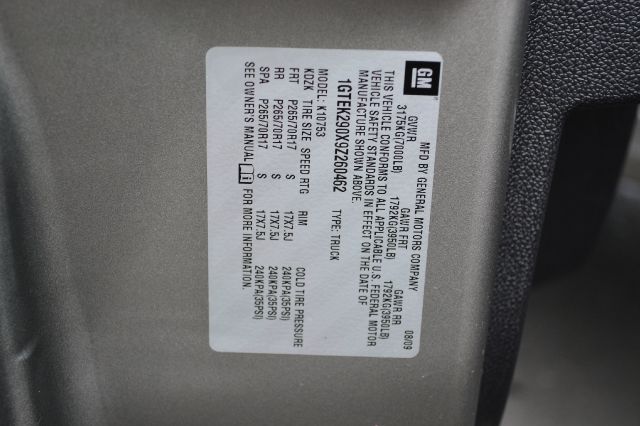 GM
MFD BY GENERAL MOTORS COMPANY 08/09
GVWR GAWR FRT GAWR RR
3175KG(7000LB) 1792KG(3950LB) 1792KG(3950LB)
THIS VEHICLE CONFORMS TO ALL APPLICABLE U.S. FEDERAL MOTOR
VEHICLE SAFETY STANDARDS IN EFFECT ON THE DATE OF
MANUFACTURE SHOWN ABOVE.
1GTEK290X9Z260462 TYPE: TRUCK
MODEL: K10753
KDZK TIRE SIZE SPEED RTG RIM COLD TIRE PRESSURE
FRT P265/70R17 S 17X7.5J 240KPA(35PSI)
RR P265/70R17 S 17X7.5J 240KPA(35PSI)
SPA P265/70R17 S 17X7.5J 240KPA(35PSI)
SEE OWNER'S MANUAL i FOR MORE INFORMATION.